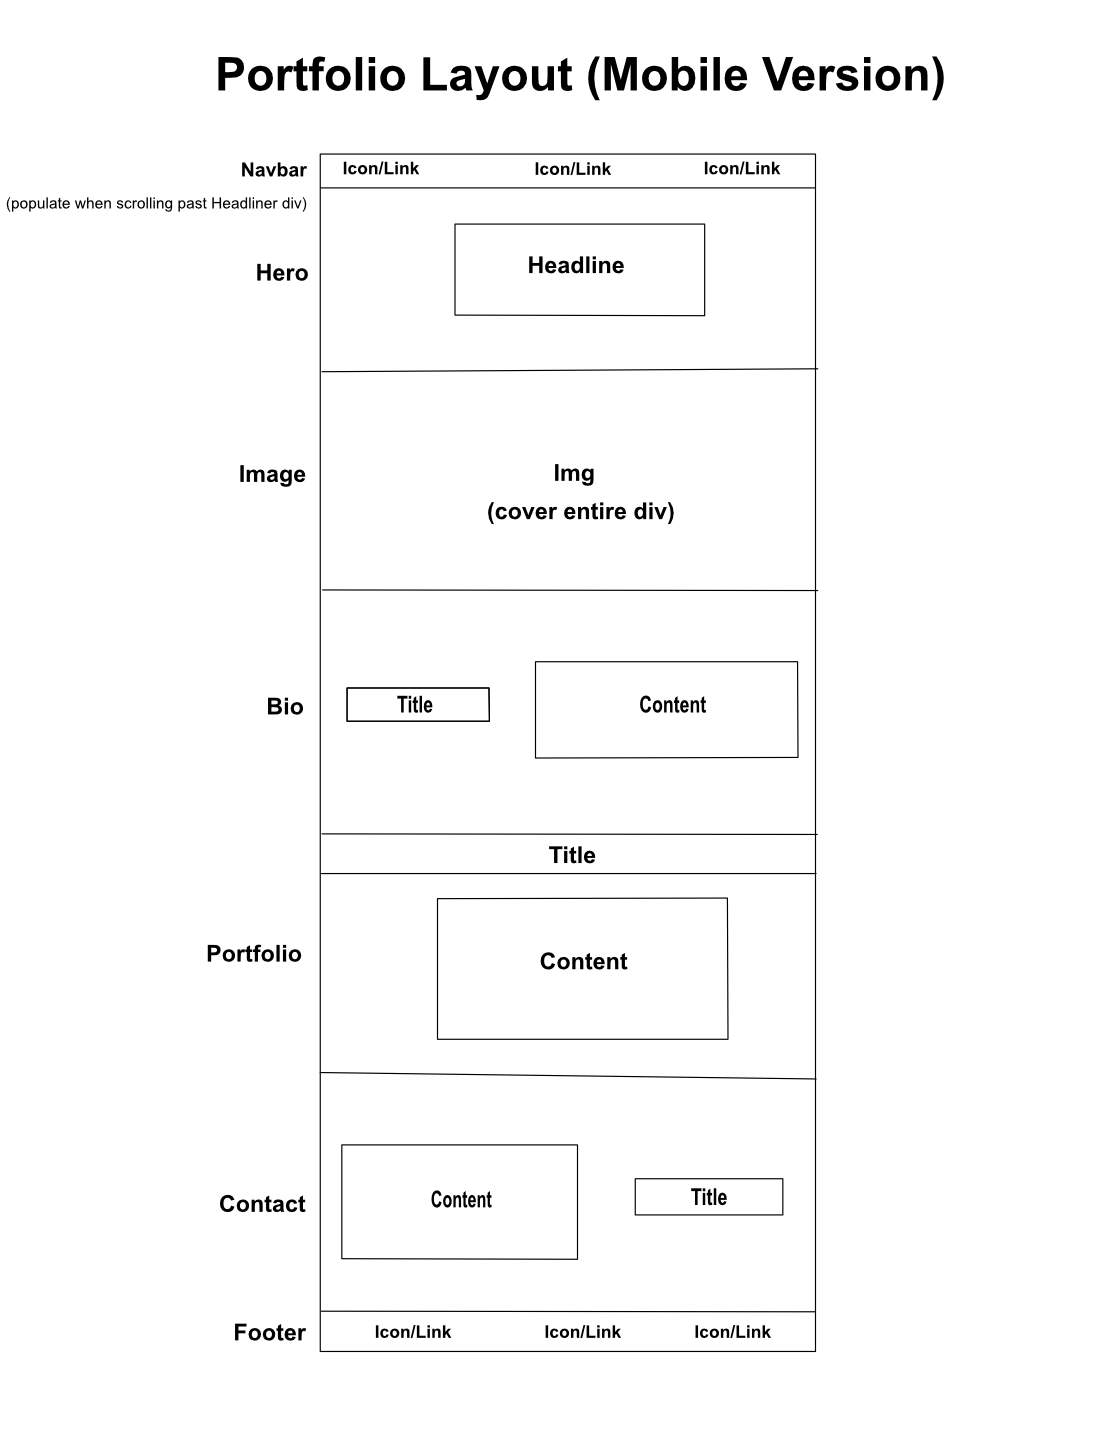 Portfolio Layout (Mobile Version)
Navbar
Icon/Link Icon/Link Icon/Link
(populate when scrolling past Headliner div)
Hero
Headline
Image
Img
(cover entire div)
Bio
Title
Content
Title
Portfolio
Content
Contact
Content
Title
Footer
Icon/Link Icon/Link Icon/Link